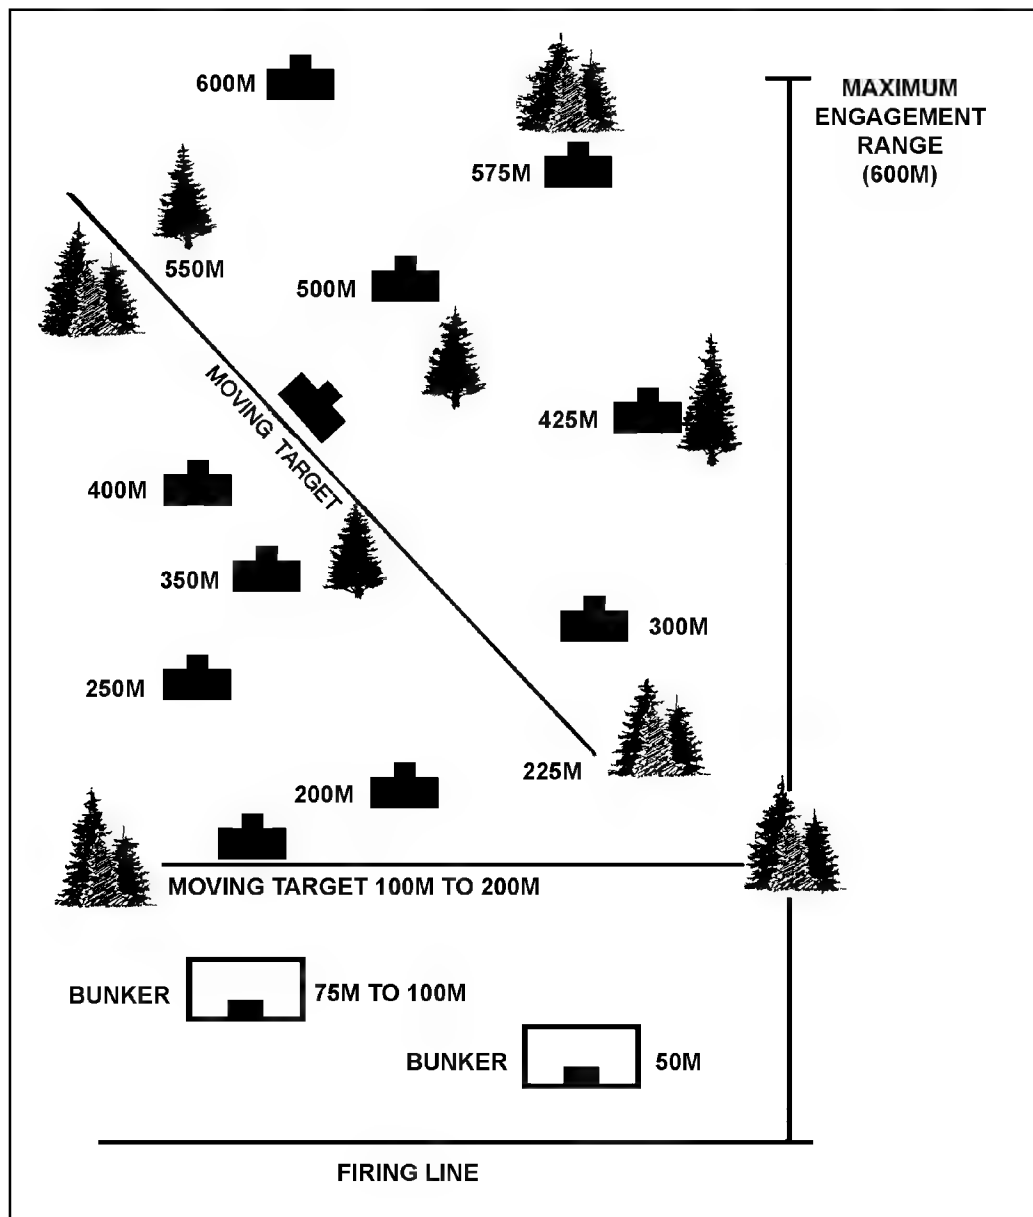 600M
MAXIMUM
ENGAGEMENT
RANGE
(600M)
575M
550M
500M
MOVING TARGET
425M
400M
350M
300M
250M
225M
200M
MOVING TARGET 100M TO 200M
BUNKER
75M TO 100M
BUNKER
50M
FIRING LINE